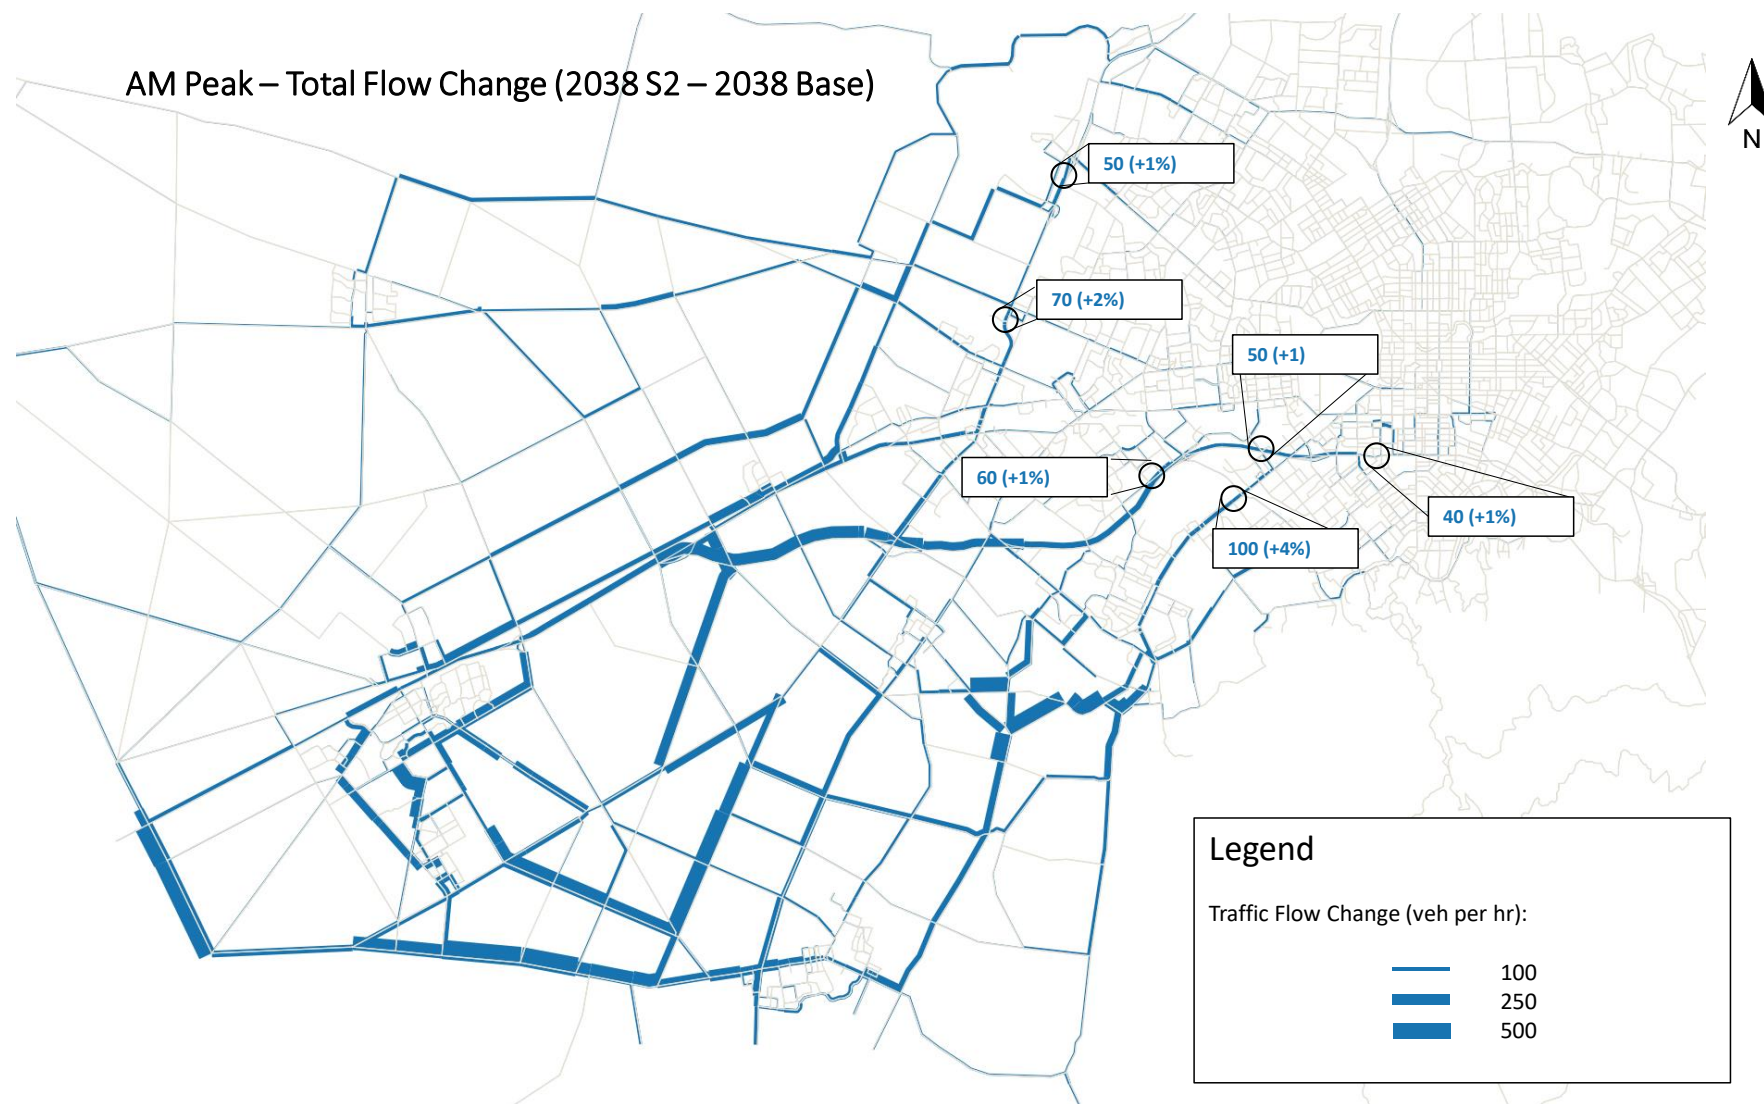 AM Peak – Total Flow Change (2038 S2 – 2038 Base)
N
50 (+1%)
70 (+2%)
50 (+1)
60 (+1%)
40 (+1%)
100 (+4%)
Legend
Traffic Flow Change (veh per hr):
100
250
500